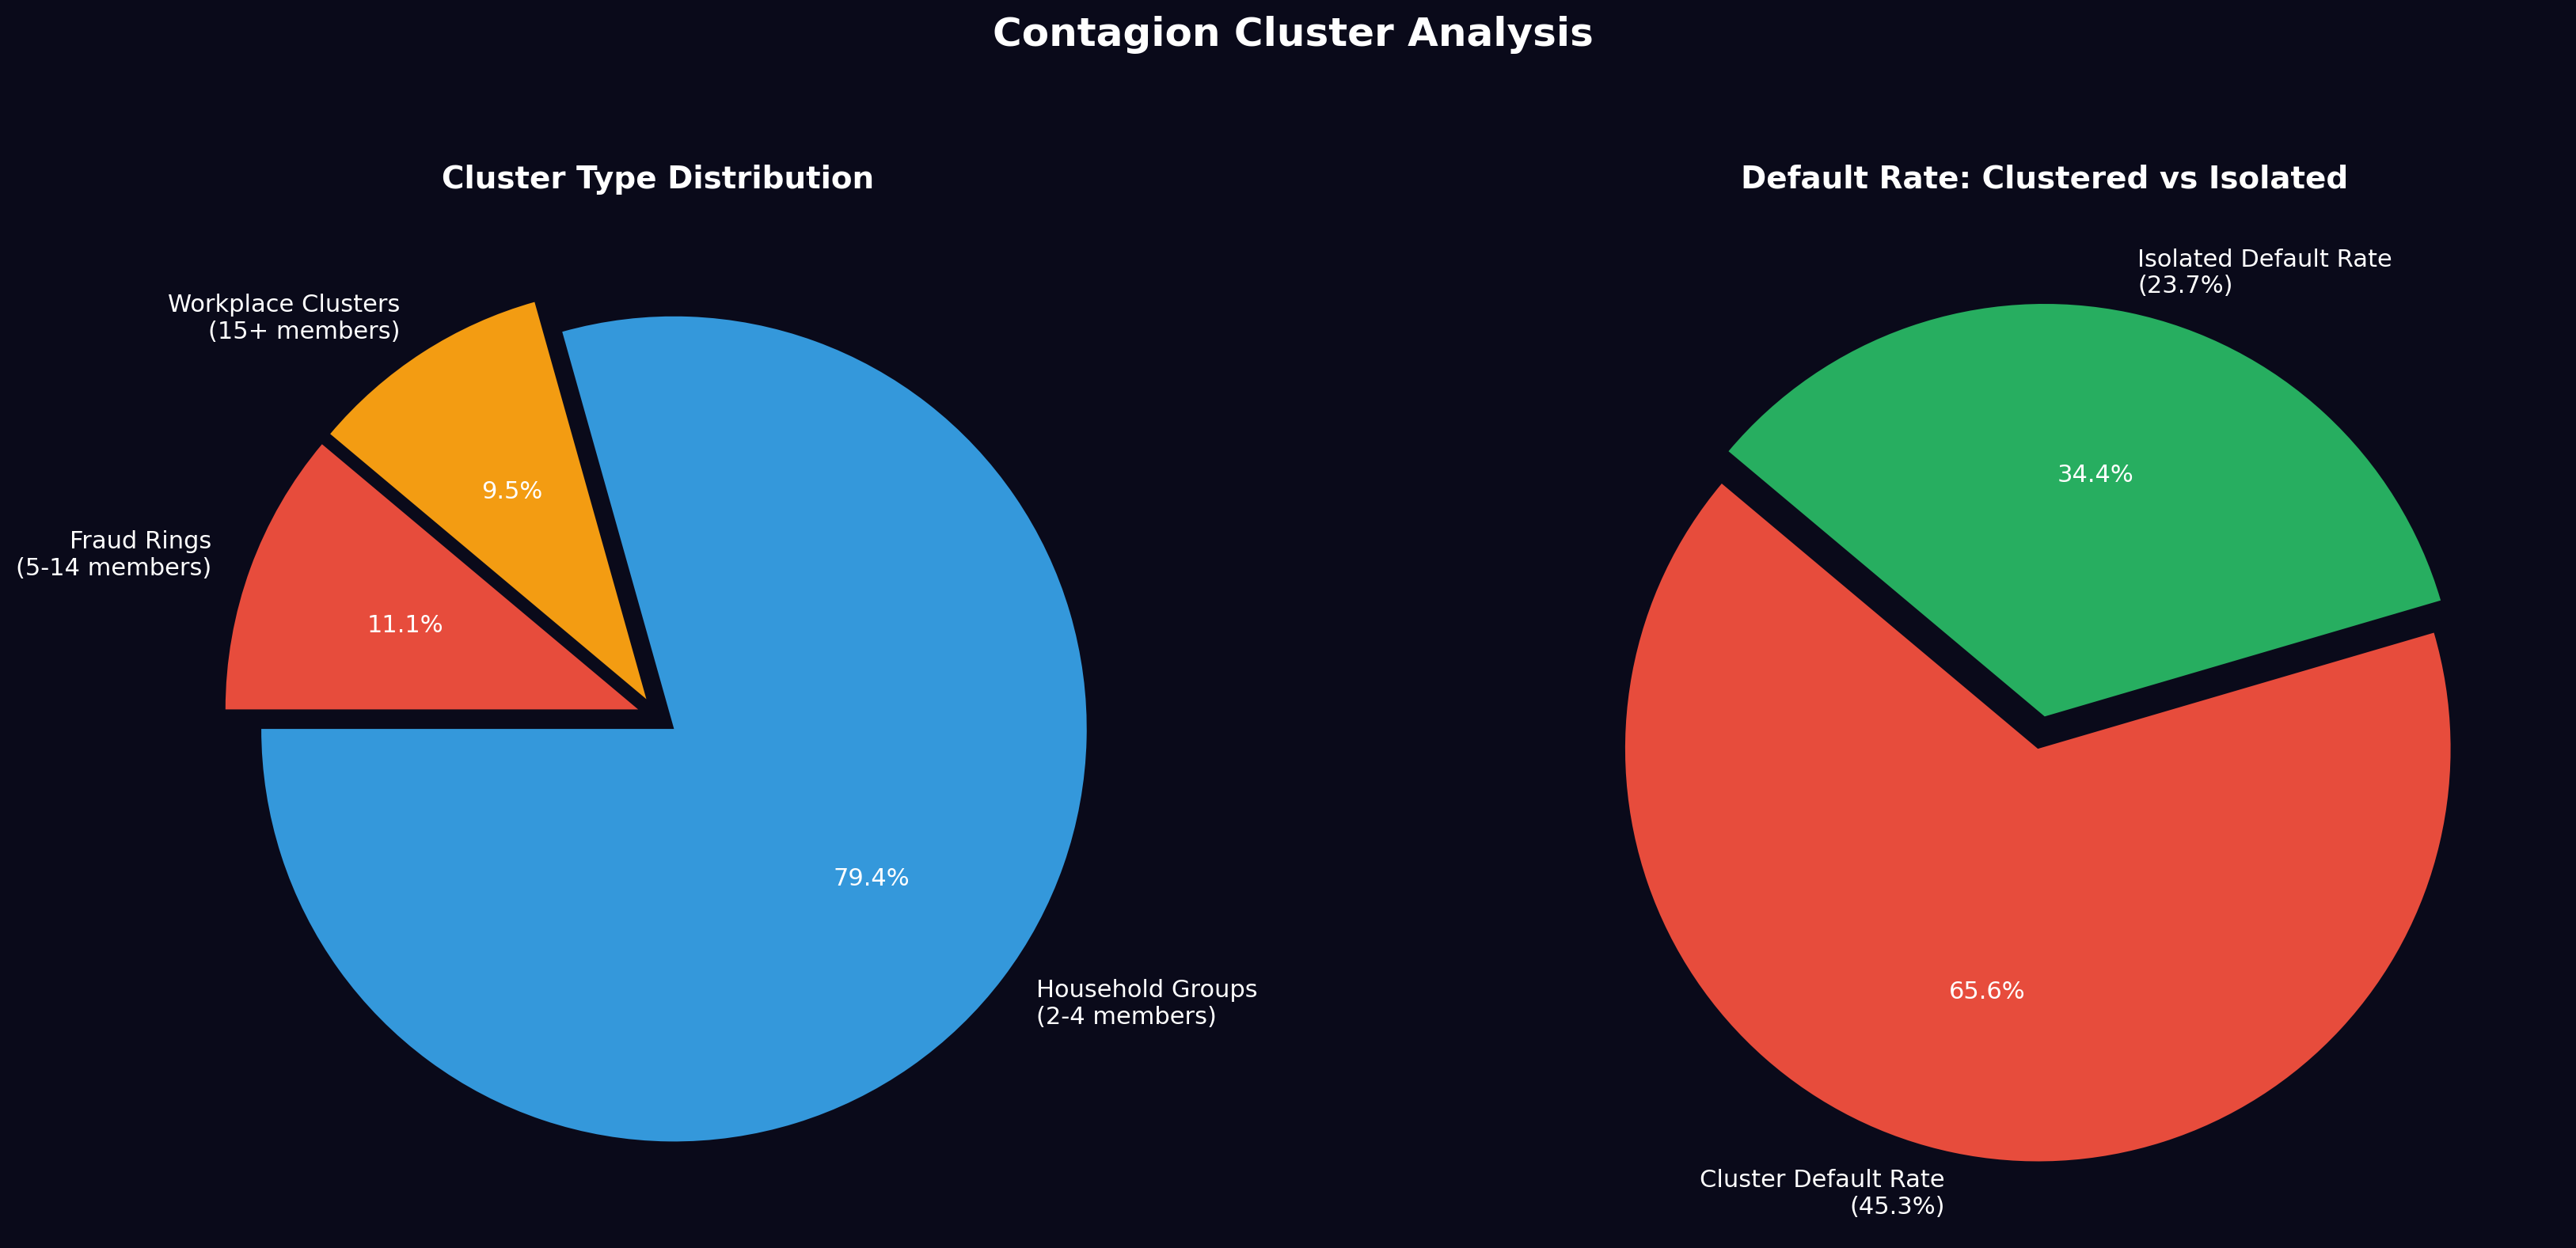 Contagion Cluster Analysis
Cluster Type Distribution
Workplace Clusters
(15+ members)
9.5%
Fraud Rings
(5-14 members)
11.1%
79.4%
Household Groups
(2-4 members)
Default Rate: Clustered vs Isolated
Isolated Default Rate
(23.7%)
34.4%
65.6%
Cluster Default Rate
(45.3%)